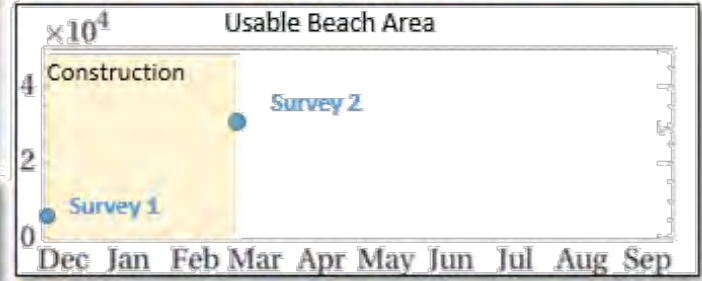 ×10⁴ Usable Beach Area
Construction
4
Survey 2
2
Survey 1
0
Dec Jan Feb Mar Apr May Jun Jul Aug Sep